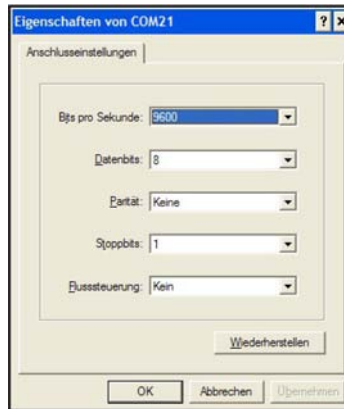 Eigenschaften von COM21
Anschlusseinstellungen
Bits pro Sekunde: 9600
Datenbits: 8
Parität: Keine
Stoppbits: 1
Flusssteuerung: Kein
Wiederherstellen
OK Abbrechen Übernehmen